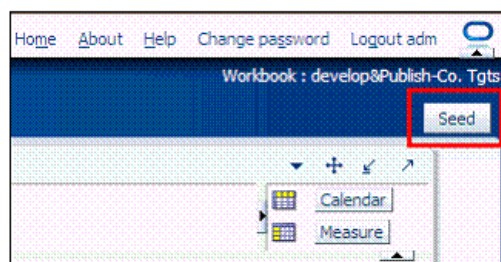 Home About Help Change password Logout adm
Workbook : develop&Publish-Co. Tgts
Seed
Calendar
Measure